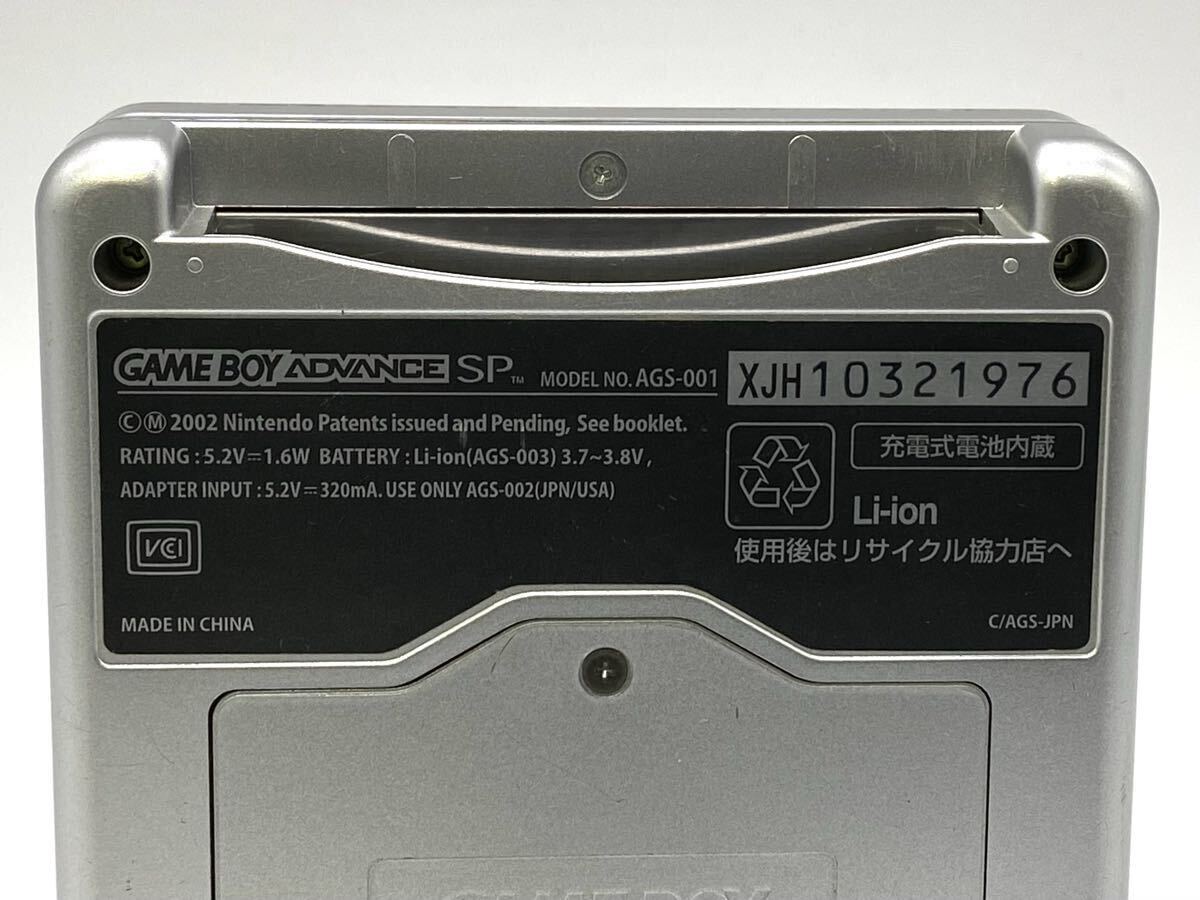 GAME BOY ADVANCE SP™ MODEL NO. AGS-001 XJH10321976
ⒸⓂ 2002 Nintendo Patents issued and Pending, See booklet.
RATING : 5.2V⎓1.6W BATTERY : Li-ion(AGS-003) 3.7~3.8V ,
ADAPTER INPUT : 5.2V⎓320mA. USE ONLY AGS-002(JPN/USA)
VCI
充電式電池内蔵
Li-ion
使用後はリサイクル協力店へ
MADE IN CHINA
C/AGS-JPN
GAME BOY